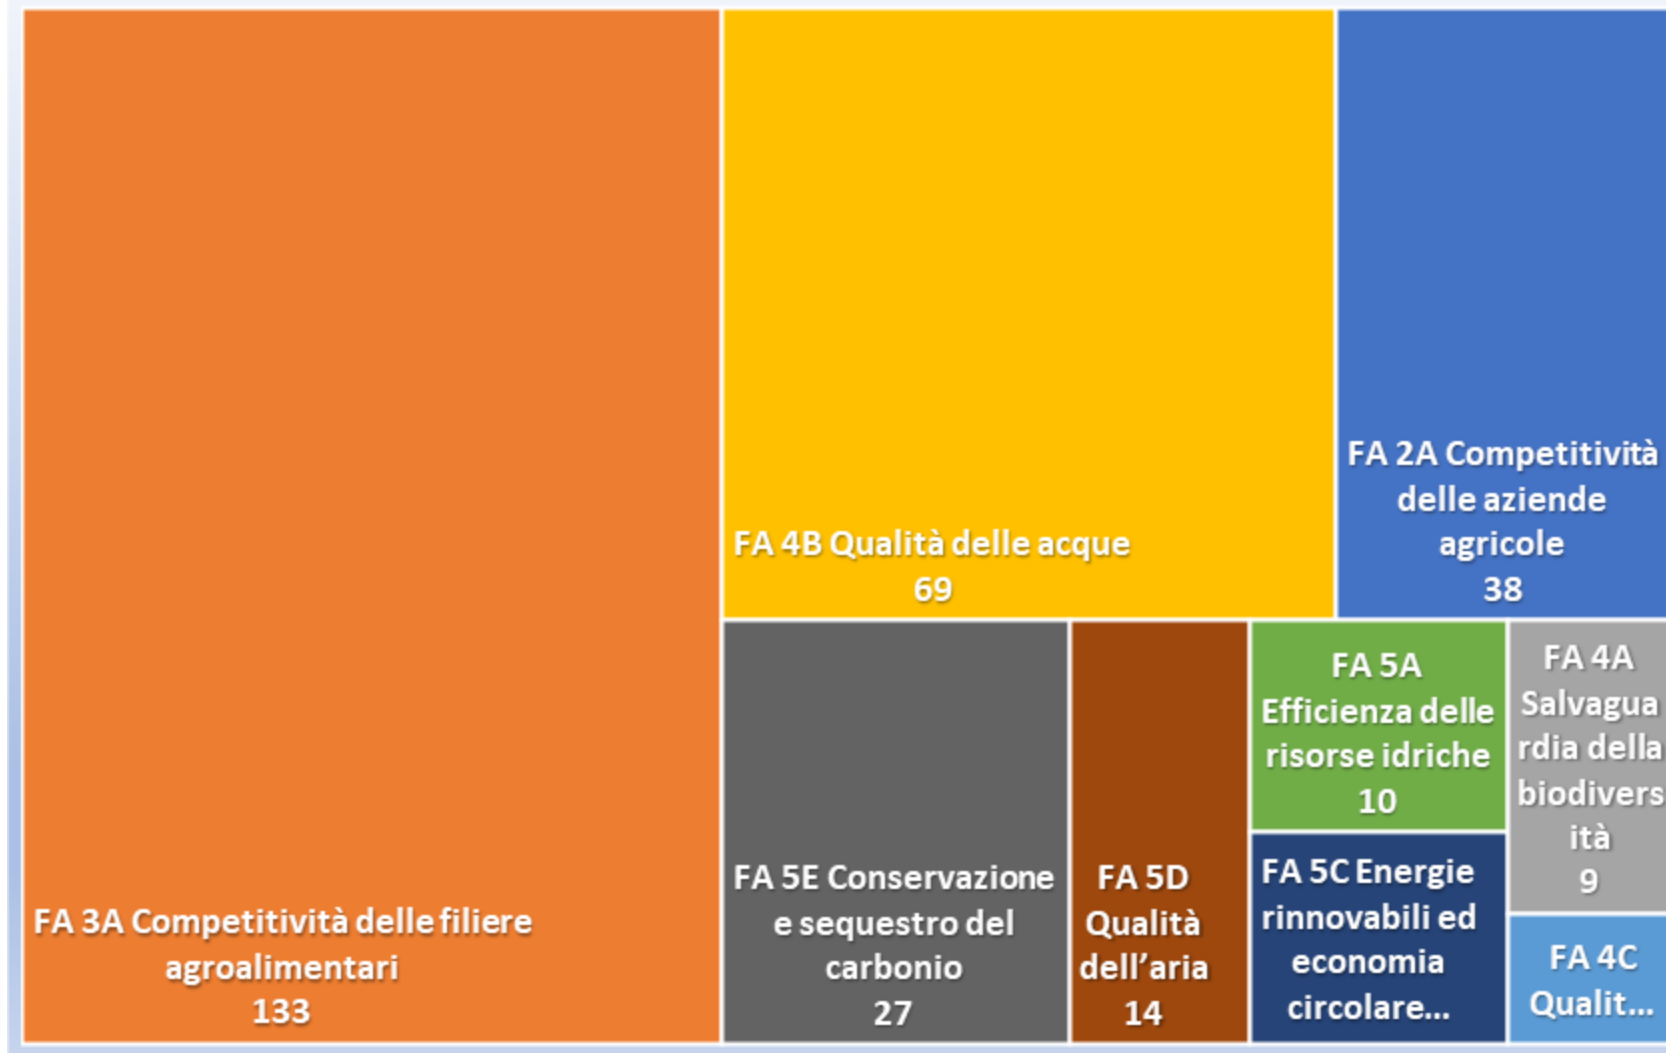 FA 3A Competitività delle filiere
agroalimentari
133
FA 4B Qualità delle acque
69
FA 2A Competitività
delle aziende
agricole
38
FA 5E Conservazione
e sequestro del
carbonio
27
FA 5D
Qualità
dell’aria
14
FA 5A
Efficienza delle
risorse idriche
10
FA 5C Energie
rinnovabili ed
economia
circolare...
FA 4A
Salvagua
rdia della
biodivers
ità
9
FA 4C
Qualit...